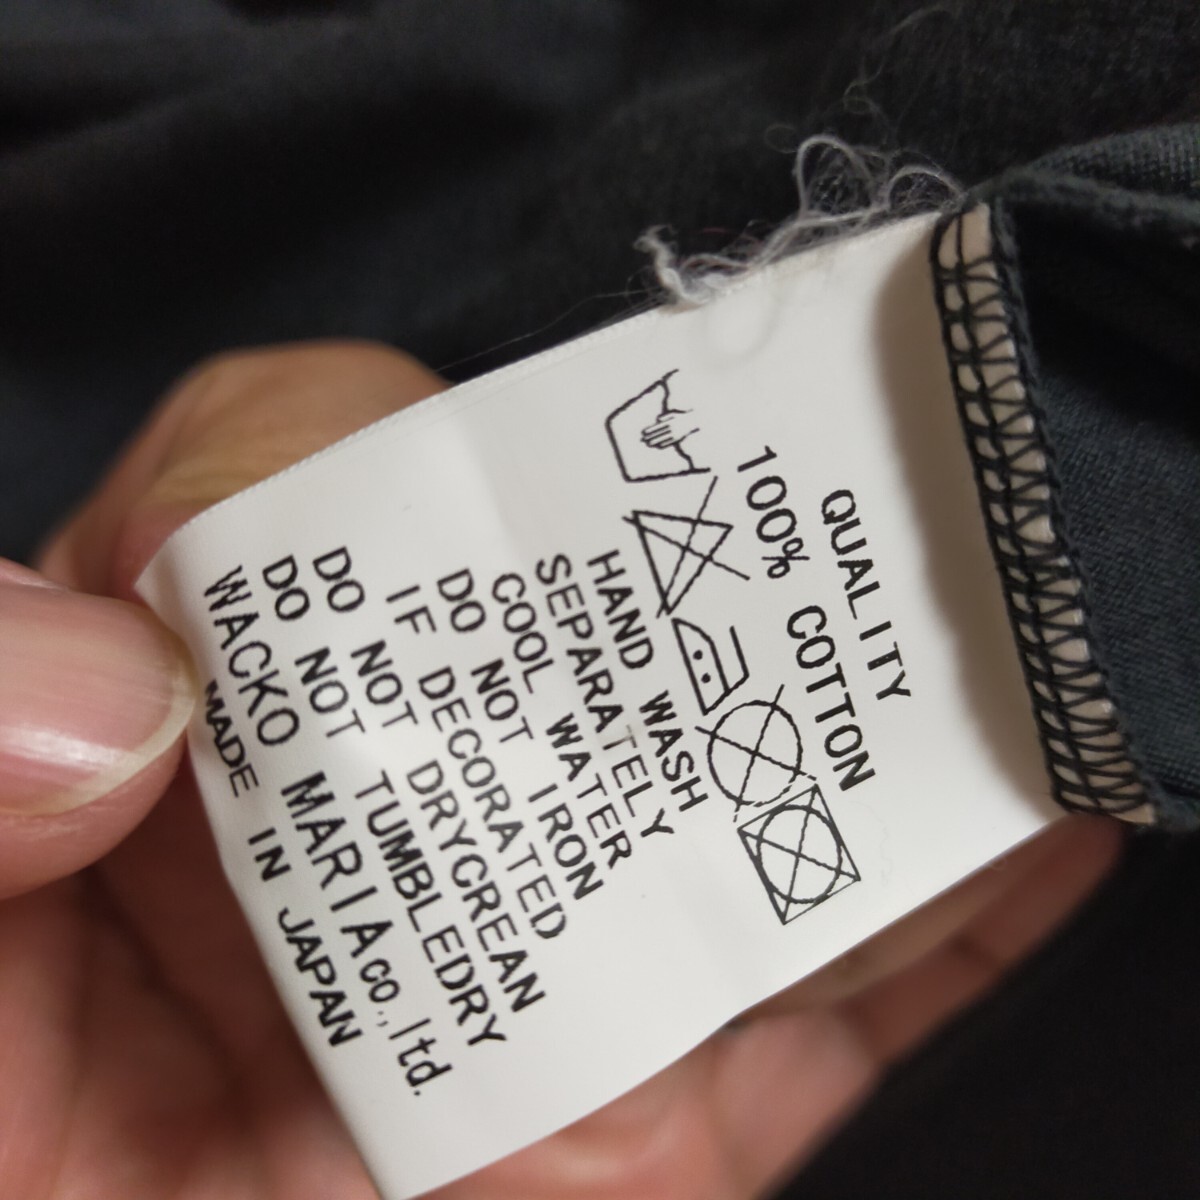 QUALITY
100% COTTON
HAND WASH
SEPARATELY
COOL WATER
DO NOT IRON
IF DECORATED
DO NOT DRYCREAN
DO NOT TUMBLEDRY
WACKO MARIA co.,ltd.
MADE IN JAPAN